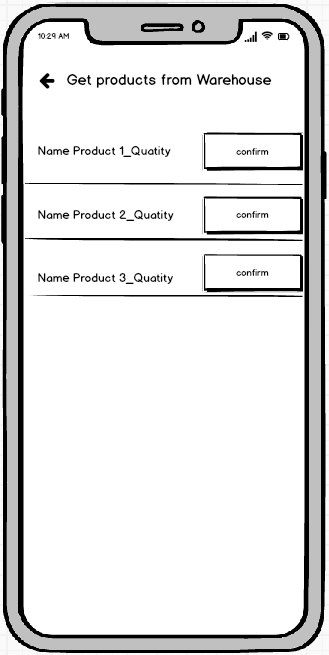 10:29 AM
Get products from Warehouse
Name Product 1_Quatity confirm
Name Product 2_Quatity confirm
Name Product 3_Quatity confirm